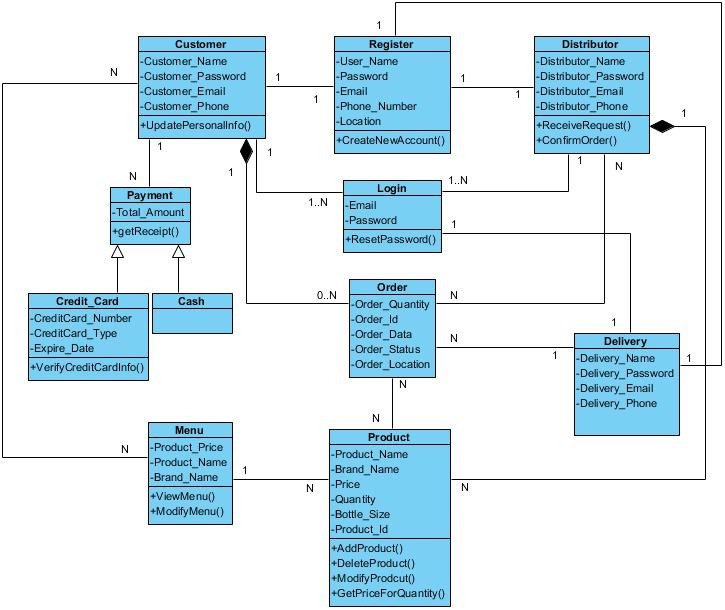 1
Customer
-Customer_Name
-Customer_Password
-Customer_Email
-Customer_Phone
+UpdatePersonalInfo()
Register
-User_Name
-Password
-Email
-Phone_Number
-Location
+CreateNewAccount()
Distributor
-Distributor_Name
-Distributor_Password
-Distributor_Email
-Distributor_Phone
+ReceiveRequest()
+ConfirmOrder()
N
1
1
1
1
1
1
N
1
1
1
N
1..N
1..N
Payment
-Total_Amount
+getReceipt()
Login
-Email
-Password
+ResetPassword()
1
Credit_Card
-CreditCard_Number
-CreditCard_Type
-Expire_Date
+VerifyCreditCardInfo()
Cash
0..N
Order
-Order_Quantity
-Order_Id
-Order_Data
-Order_Status
-Order_Location
N
N
1
1
Delivery
-Delivery_Name
-Delivery_Password
-Delivery_Email
-Delivery_Phone
1
N
N
Menu
-Product_Price
-Product_Name
-Brand_Name
+ViewMenu()
+ModifyMenu()
N
1
N
Product
-Product_Name
-Brand_Name
-Price
-Quantity
-Bottle_Size
-Product_Id
+AddProduct()
+DeleteProduct()
+ModifyProdcut()
+GetPriceForQuantity()
N